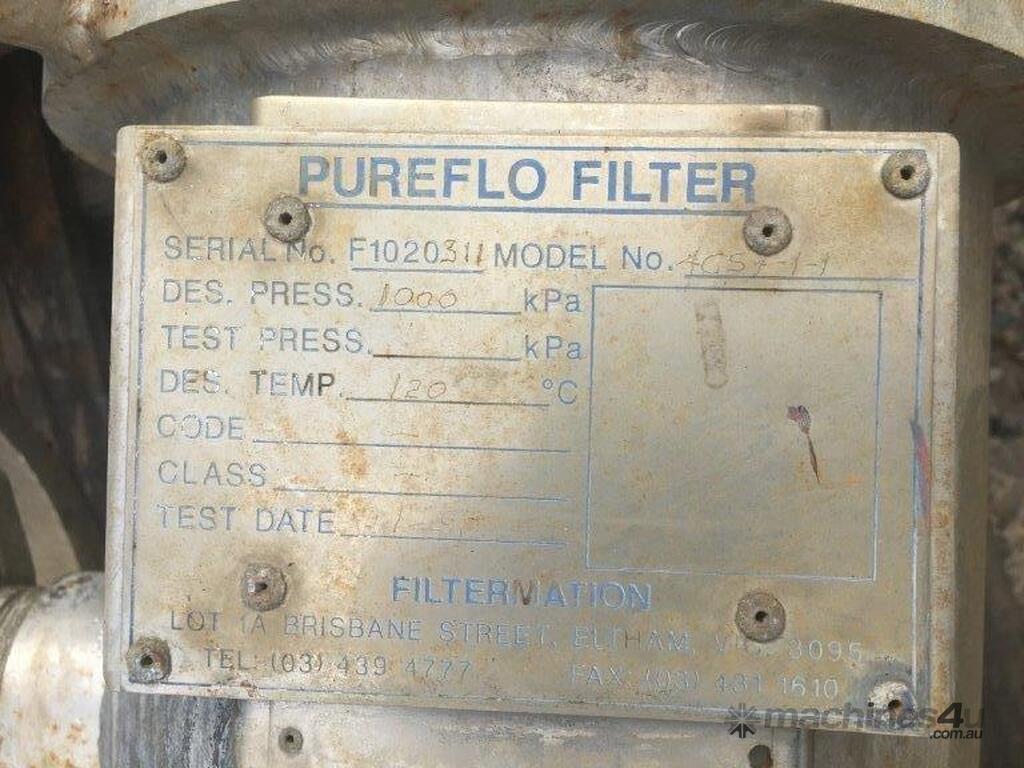 PUREFLO FILTER
SERIAL No. F1020311 MODEL No.
DES. PRESS. 1000 kPa
TEST PRESS. kPa
DES. TEMP. 120 °C
CODE
CLASS
TEST DATE
FILTERMATION
LOT 1A BRISBANE STREET, ELTHAM, VIC. 3095
TEL: (03) 439 4777 FAX: (03) 431 1610
machines4u
.com.au